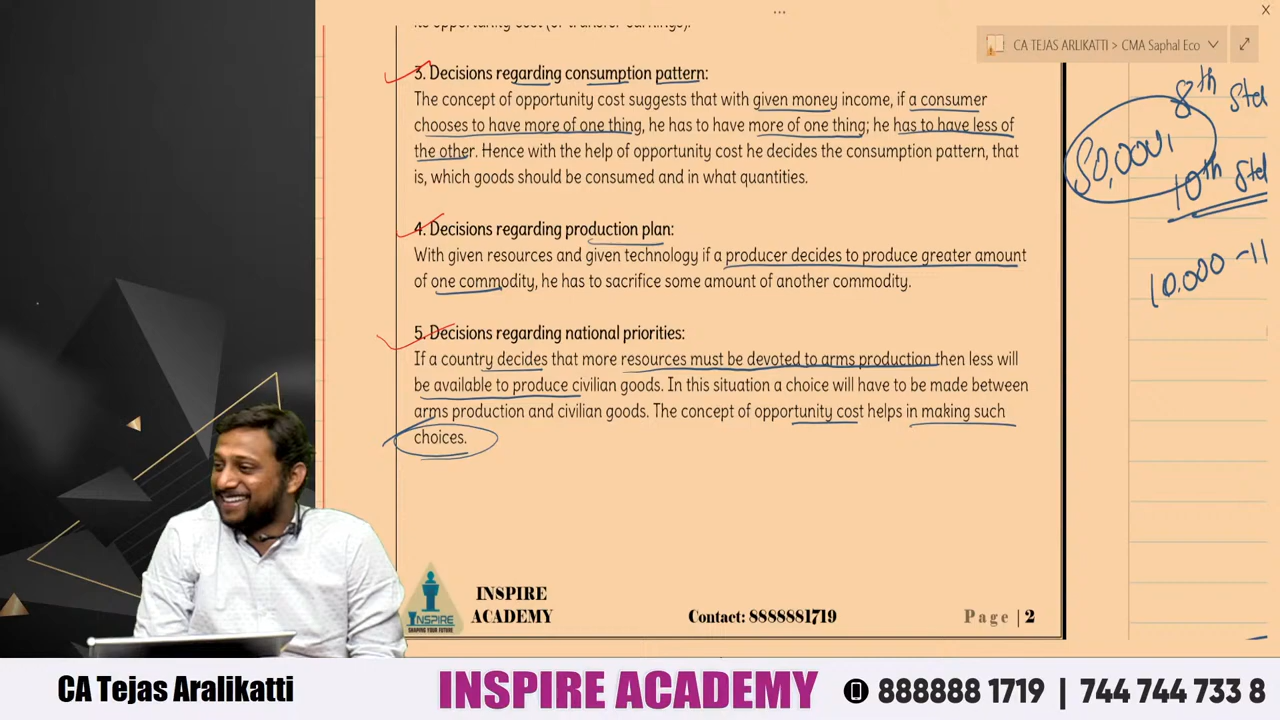 CA TEJAS ARLIKATTI > CMA Saphal Eco
3. Decisions regarding consumption pattern:
The concept of opportunity cost suggests that with given money income, if a consumer
chooses to have more of one thing, he has to have more of one thing; he has to have less of
the other. Hence with the help of opportunity cost he decides the consumption pattern, that
is, which goods should be consumed and in what quantities.
4. Decisions regarding production plan:
With given resources and given technology if a producer decides to produce greater amount
of one commodity, he has to sacrifice some amount of another commodity.
5. Decisions regarding national priorities:
If a country decides that more resources must be devoted to arms production then less will
be available to produce civilian goods. In this situation a choice will have to be made between
arms production and civilian goods. The concept of opportunity cost helps in making such
choices.
8th Std
10th Std
10,000 -
INSPIRE
SHAPING YOUR FUTURE
INSPIRE
ACADEMY
Contact: 8888881719
Page | 2
CA Tejas Aralikatti
INSPIRE ACADEMY
888888 1719 | 744 744 733 8